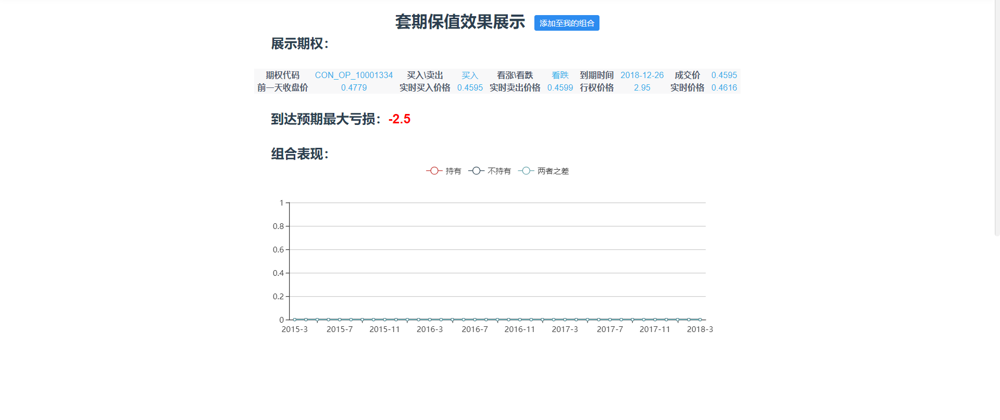 套期保值效果展示 添加至我的组合
展示期权：
期权代码 CON_OP_10001334 买入\卖出 买入 看涨\看跌 看跌 到期时间 2018-12-26 成交价 0.4595
前一天收盘价 0.4779 实时买入价格 0.4595 实时卖出价格 0.4599 行权价格 2.95 实时价格 0.4616
到达预期最大亏损：-2.5
组合表现：
持有 不持有 两者之差
1
0.8
0.6
0.4
0.2
0
2015-3 2015-7 2015-11 2016-3 2016-7 2016-11 2017-3 2017-7 2017-11 2018-3